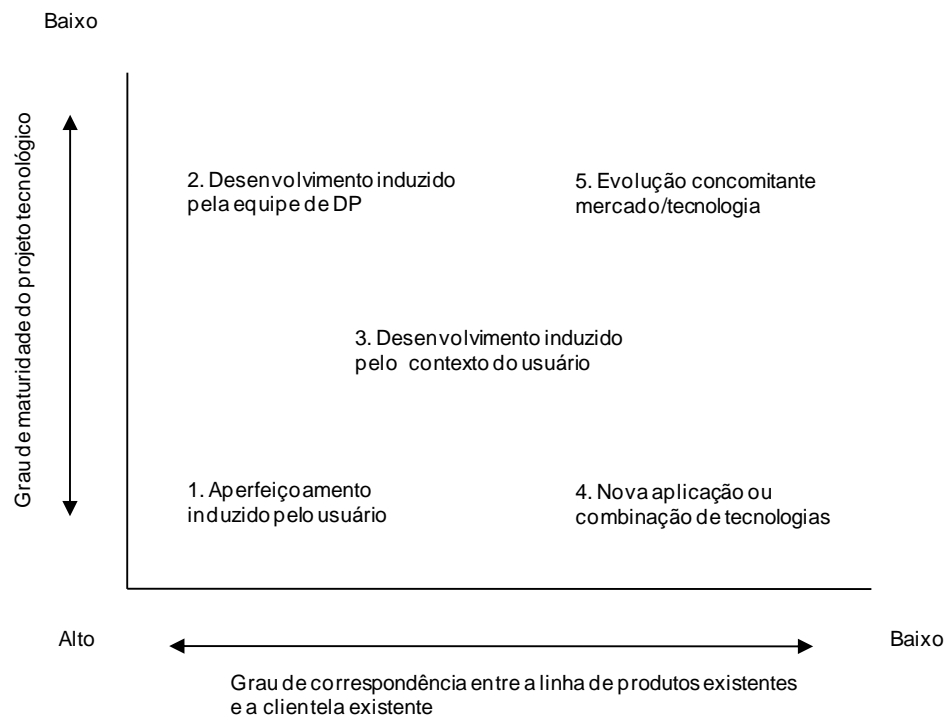 Baixo
Grau de maturidade do projeto tecnológico
2. Desenvolvimento induzido
pela equipe de DP
5. Evolução concomitante
mercado/tecnologia
3. Desenvolvimento induzido
pelo contexto do usuário
1. Aperfeiçoamento
induzido pelo usuário
4. Nova aplicação ou
combinação de tecnologias
Alto
Baixo
Grau de correspondência entre a linha de produtos existentes
e a clientela existente